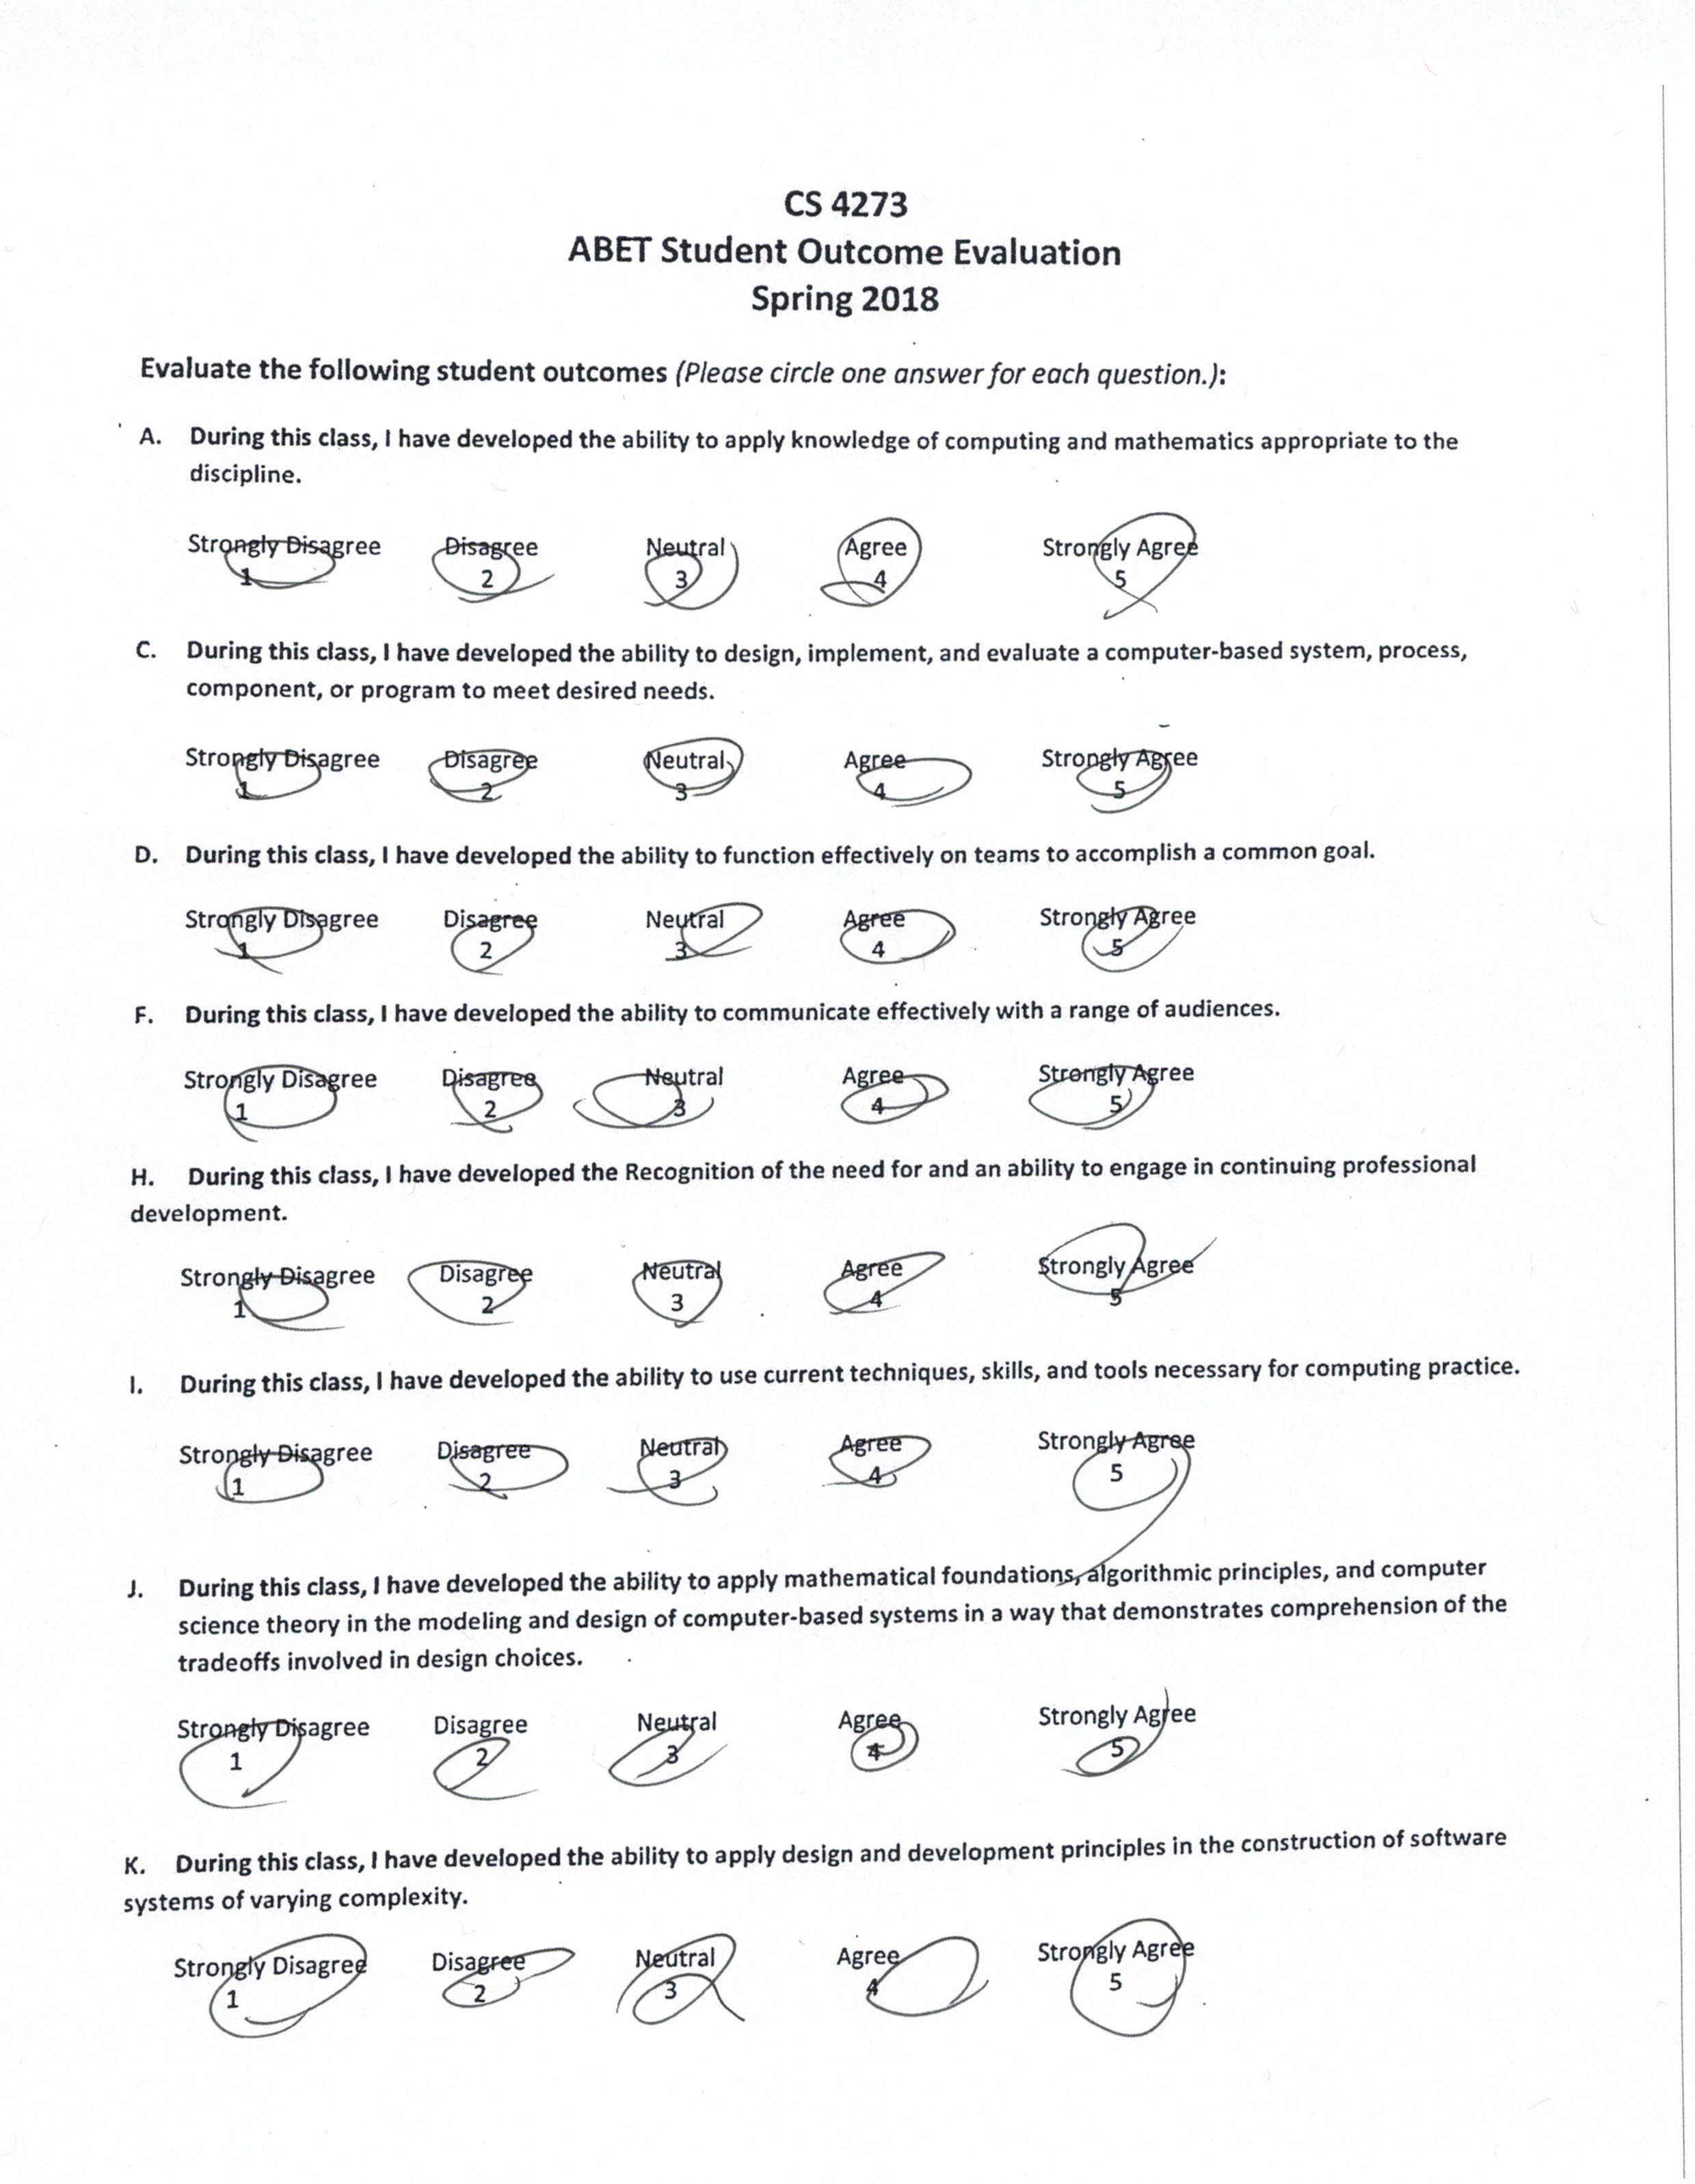 CS 4273
ABET Student Outcome Evaluation
Spring 2018
Evaluate the following student outcomes (Please circle one answer for each question.):
A. During this class, I have developed the ability to apply knowledge of computing and mathematics appropriate to the
discipline.
Strongly Disagree Disagree Neutral Agree Strongly Agree
1 2 3 4 5
C. During this class, I have developed the ability to design, implement, and evaluate a computer-based system, process,
component, or program to meet desired needs.
Strongly Disagree Disagree Neutral Agree Strongly Agree
1 2 3 4 5
D. During this class, I have developed the ability to function effectively on teams to accomplish a common goal.
Strongly Disagree Disagree Neutral Agree Strongly Agree
1 2 3 4 5
F. During this class, I have developed the ability to communicate effectively with a range of audiences.
Strongly Disagree Disagree Neutral Agree Strongly Agree
1 2 3 4 5
H. During this class, I have developed the Recognition of the need for and an ability to engage in continuing professional
development.
Strongly Disagree Disagree Neutral Agree Strongly Agree
1 2 3 4 5
I. During this class, I have developed the ability to use current techniques, skills, and tools necessary for computing practice.
Strongly Disagree Disagree Neutral Agree Strongly Agree
1 2 3 4 5
J. During this class, I have developed the ability to apply mathematical foundations, algorithmic principles, and computer
science theory in the modeling and design of computer-based systems in a way that demonstrates comprehension of the
tradeoffs involved in design choices.
Strongly Disagree Disagree Neutral Agree Strongly Agree
1 2 3 4 5
K. During this class, I have developed the ability to apply design and development principles in the construction of software
systems of varying complexity.
Strongly Disagree Disagree Neutral Agree Strongly Agree
1 2 3 4 5